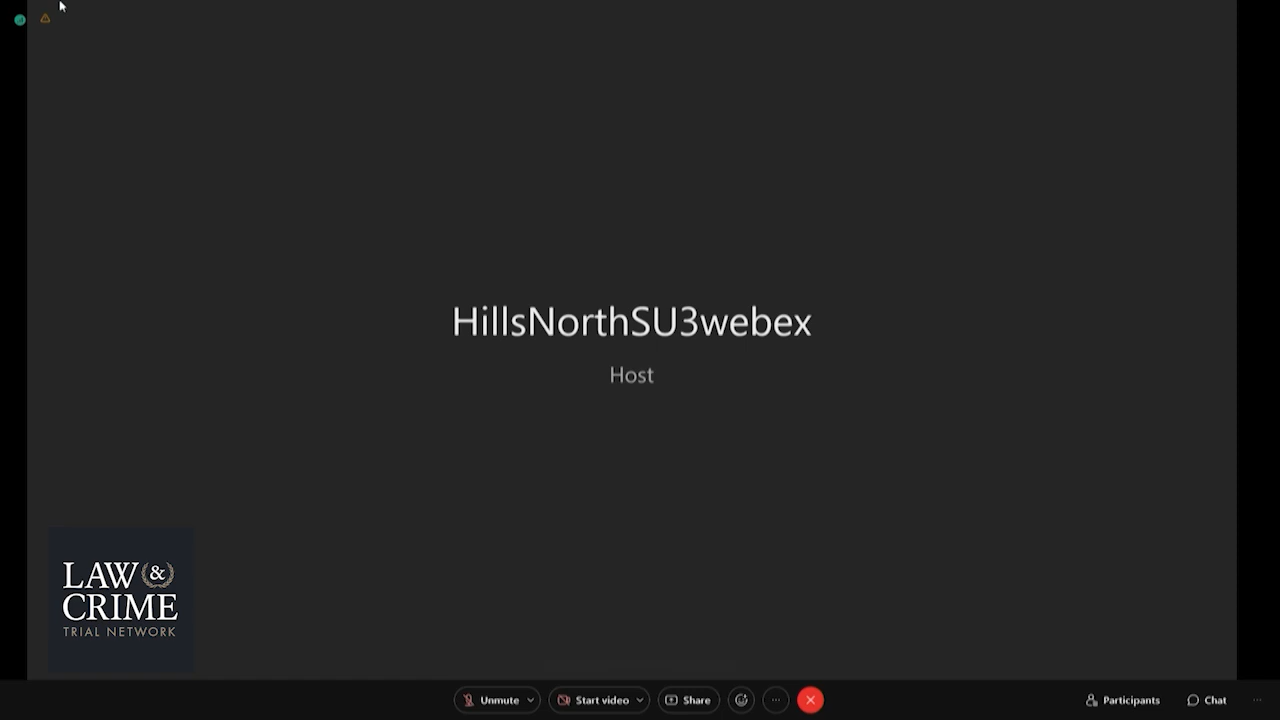 HillsNorthSU3webex
Host
LAW &
CRIME
TRIAL NETWORK
Unmute
Start video
Share
Participants
Chat